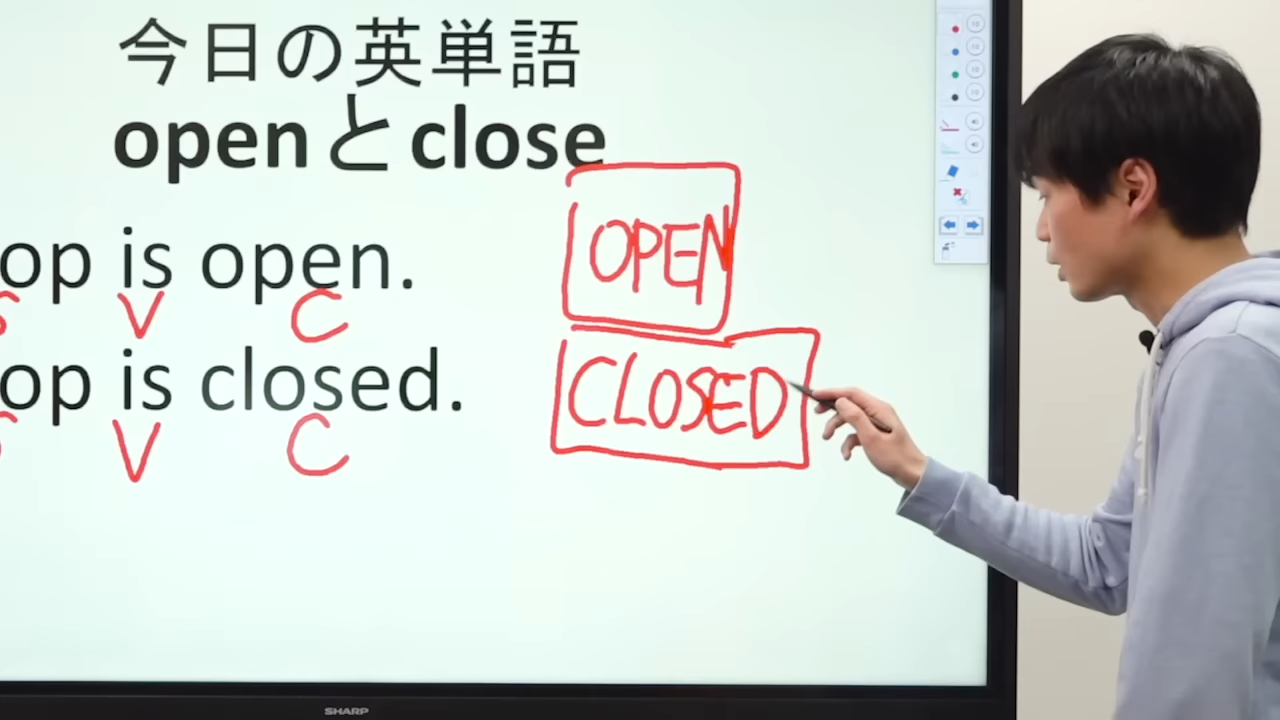 今日の英単語
openとclose
op is open.
S V C
op is closed.
S V C
OPEN
CLOSED
SHARP